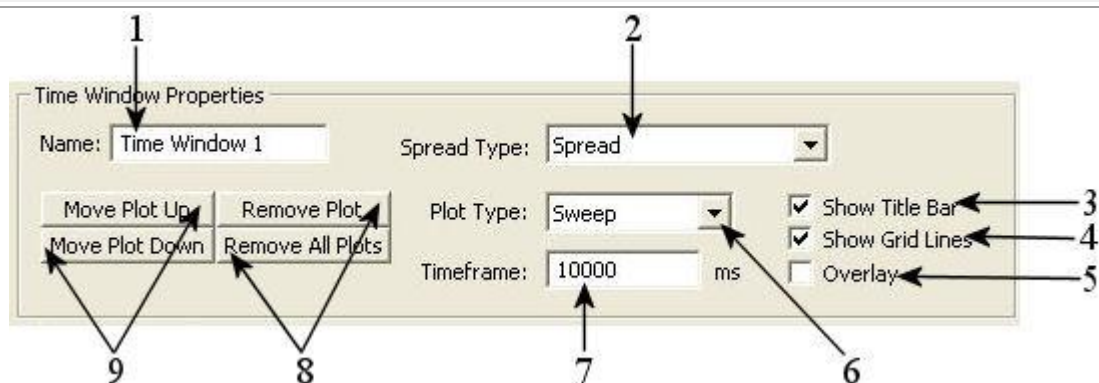 1 2
Time Window Properties
Name: Time Window 1 Spread Type: Spread
Move Plot Up Remove Plot Plot Type: Sweep Show Title Bar 3
Move Plot Down Remove All Plots Show Grid Lines 4
Timeframe: 10000 ms Overlay 5
9 8 7 6